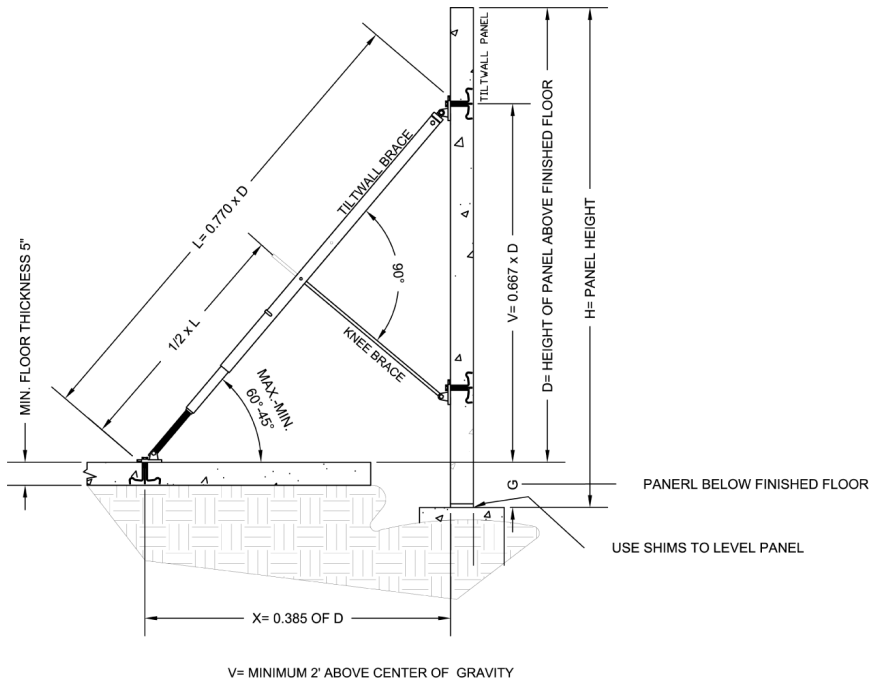 TILTWALL PANEL
L= 0.770 x D
TILTWALL BRACE
MIN. FLOOR THICKNESS 5"
1/2 x L
90°
KNEE BRACE
MAX.-MIN.
60°-45°
V= 0.667 x D
D= HEIGHT OF PANEL ABOVE FINISHED FLOOR
H= PANEL HEIGHT
G
PANERL BELOW FINISHED FLOOR
USE SHIMS TO LEVEL PANEL
X= 0.385 OF D
V= MINIMUM 2' ABOVE CENTER OF GRAVITY